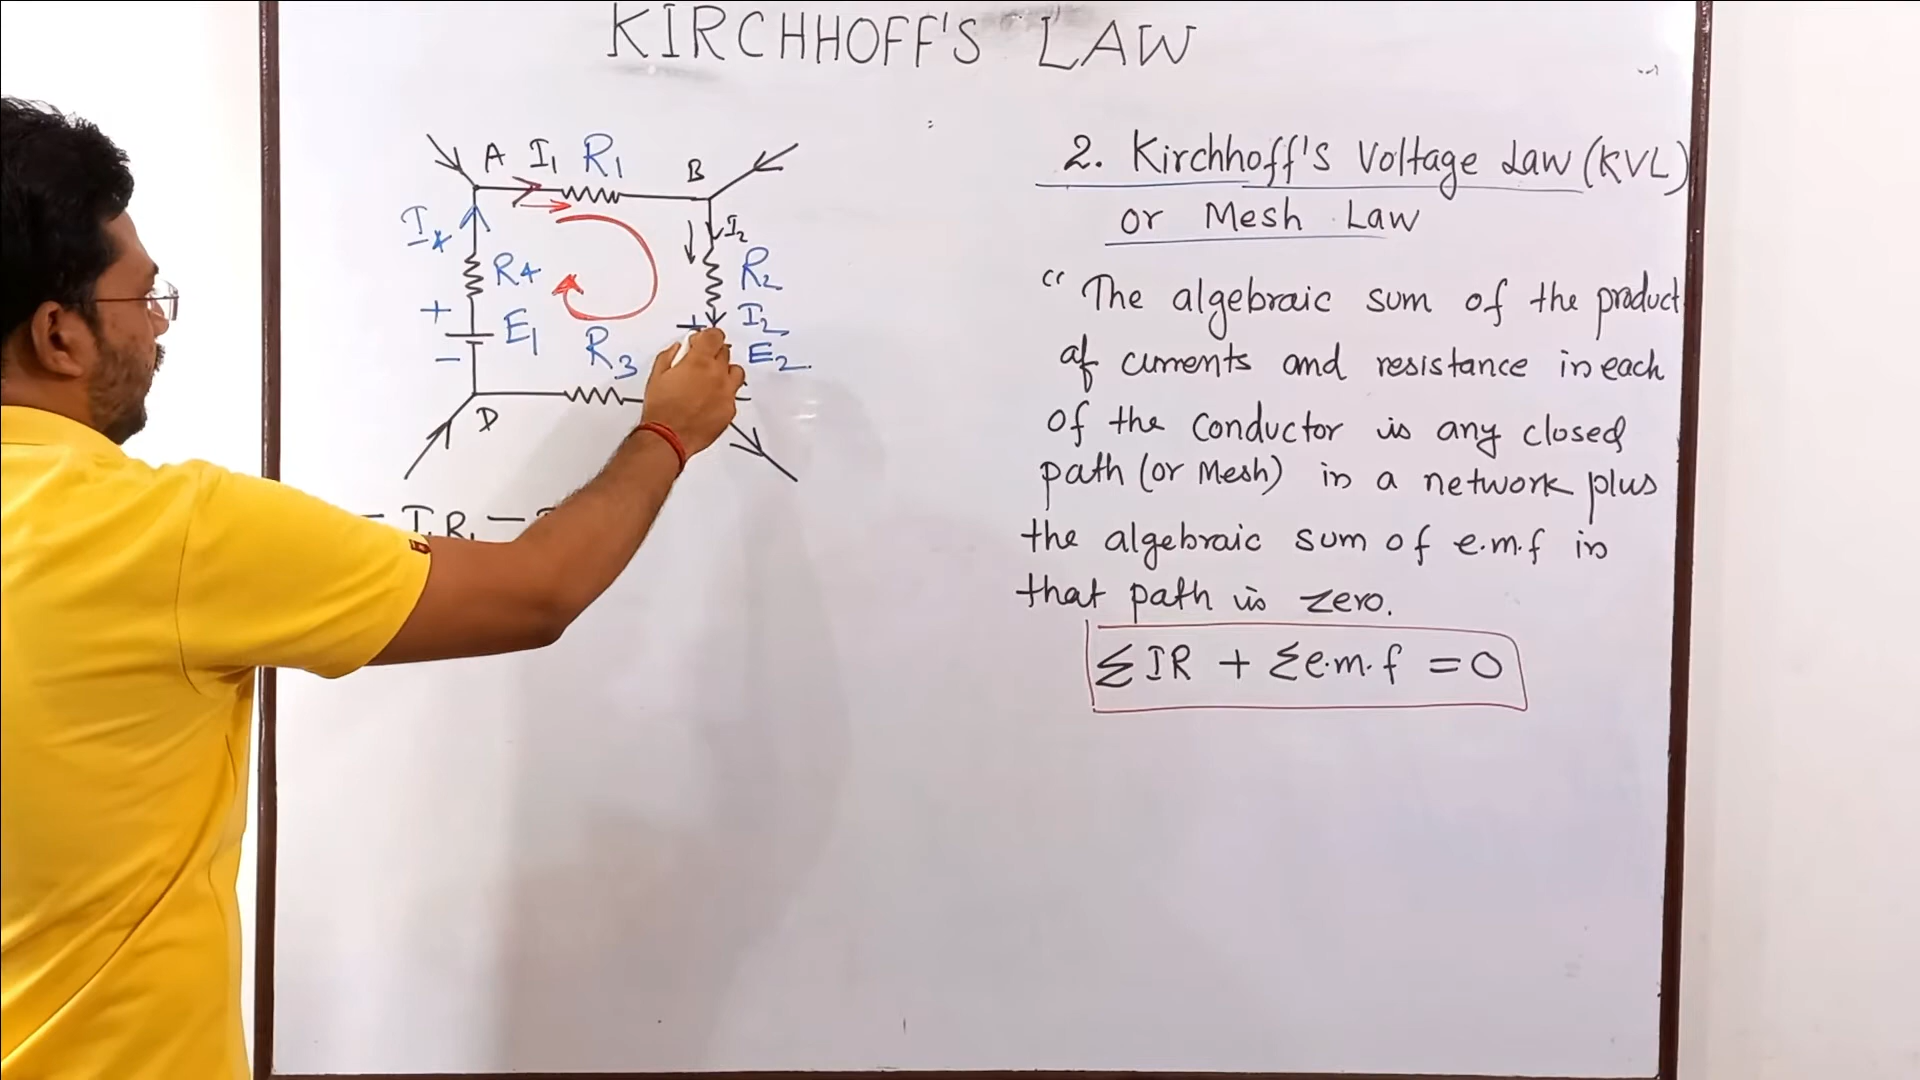 KIRCHHOFF'S LAW
A I1 R1 B
I2
I4
R4 R2
+ + I2
E1 R3 E2
-
D
- I1R1 -
2. Kirchhoff's Voltage Law (KVL)
or Mesh Law
“ The algebraic sum of the product
of currents and resistance in each
of the conductor is any closed
path (or Mesh) in a network plus
the algebraic sum of e.m.f in
that path is zero.
ΣIR + Σe.m.f = 0